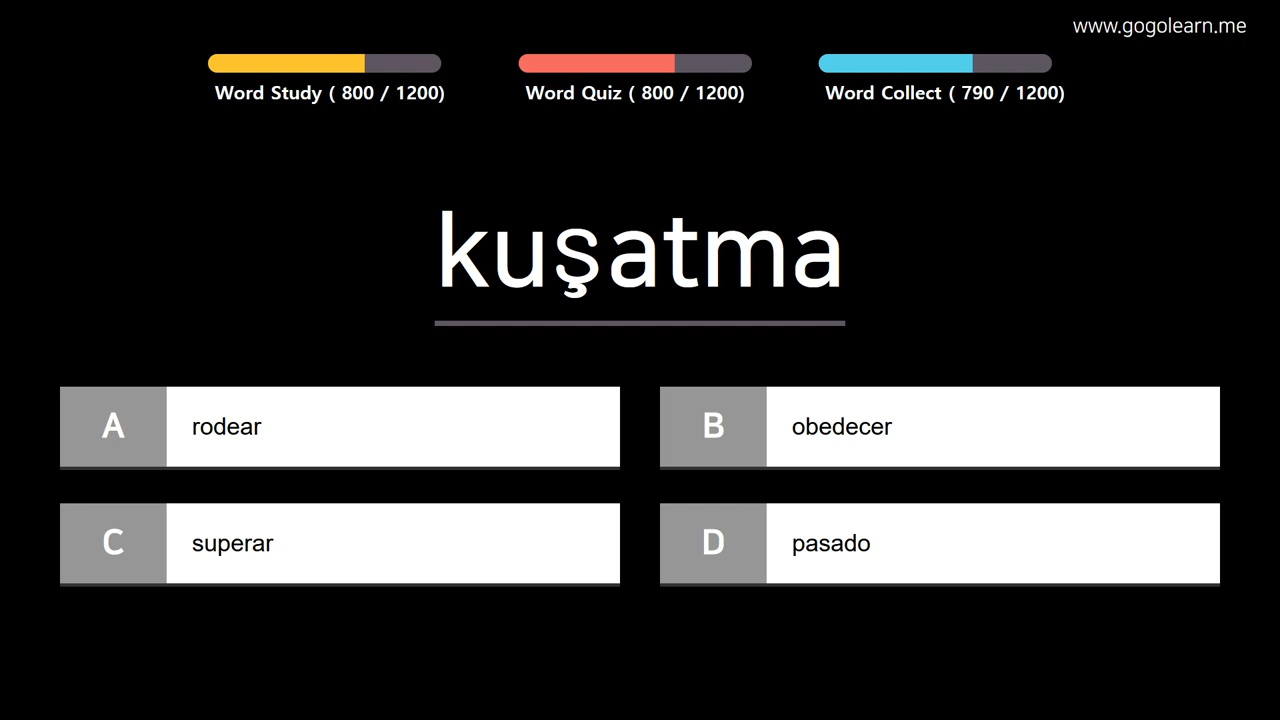 www.gogolearn.me
Word Study ( 800 / 1200)
Word Quiz ( 800 / 1200)
Word Collect ( 790 / 1200)
kuşatma
A rodear
B obedecer
C superar
D pasado